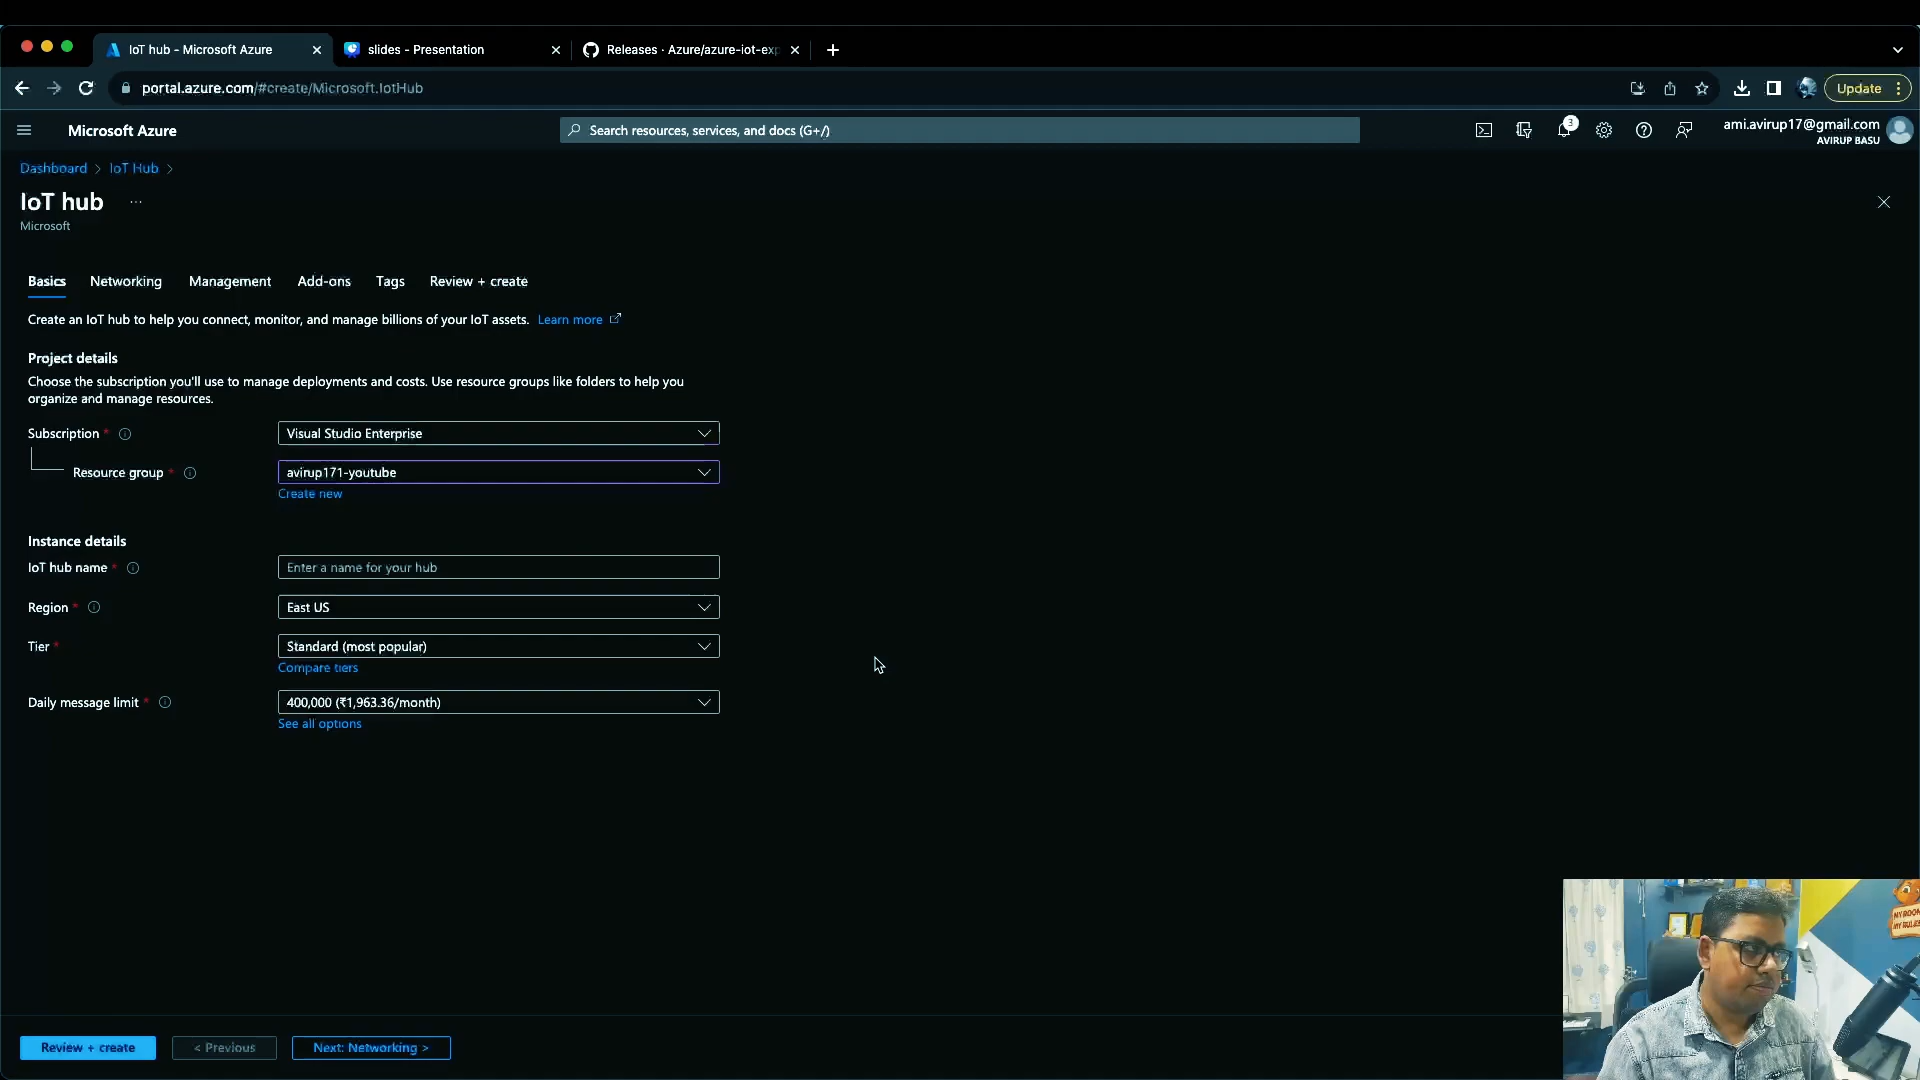 IoT hub - Microsoft Azure
slides - Presentation
Releases · Azure/azure-iot-exp
portal.azure.com/#create/Microsoft.IotHub
Update
Microsoft Azure
Search resources, services, and docs (G+/)
3
ami.avirup17@gmail.com
AVIRUP BASU
Dashboard > IoT Hub >
IoT hub ...
Microsoft
Basics Networking Management Add-ons Tags Review + create
Create an IoT hub to help you connect, monitor, and manage billions of your IoT assets. Learn more
Project details
Choose the subscription you'll use to manage deployments and costs. Use resource groups like folders to help you
organize and manage resources.
Subscription * Visual Studio Enterprise
Resource group * avirup171-youtube
Create new
Instance details
IoT hub name * Enter a name for your hub
Region * East US
Tier * Standard (most popular)
Compare tiers
Daily message limit * 400,000 (₹1,963.36/month)
See all options
MY ROOM
MY RULES
Review + create < Previous Next: Networking >